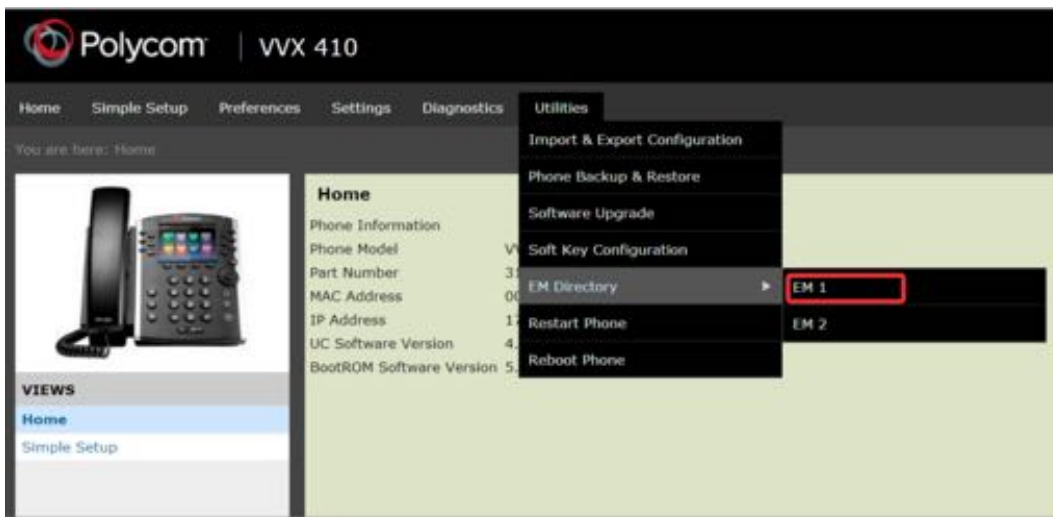 Polycom | VVX 410
Home Simple Setup Preferences Settings Diagnostics Utilities
You are here: Home
Import & Export Configuration
Phone Backup & Restore
Software Upgrade
Soft Key Configuration
EM Directory
Restart Phone
Reboot Phone
EM 1
EM 2
Home
Phone Information
Phone Model
Part Number
MAC Address
IP Address
UC Software Version 4.
BootROM Software Version 5.
VIEWS
Home
Simple Setup